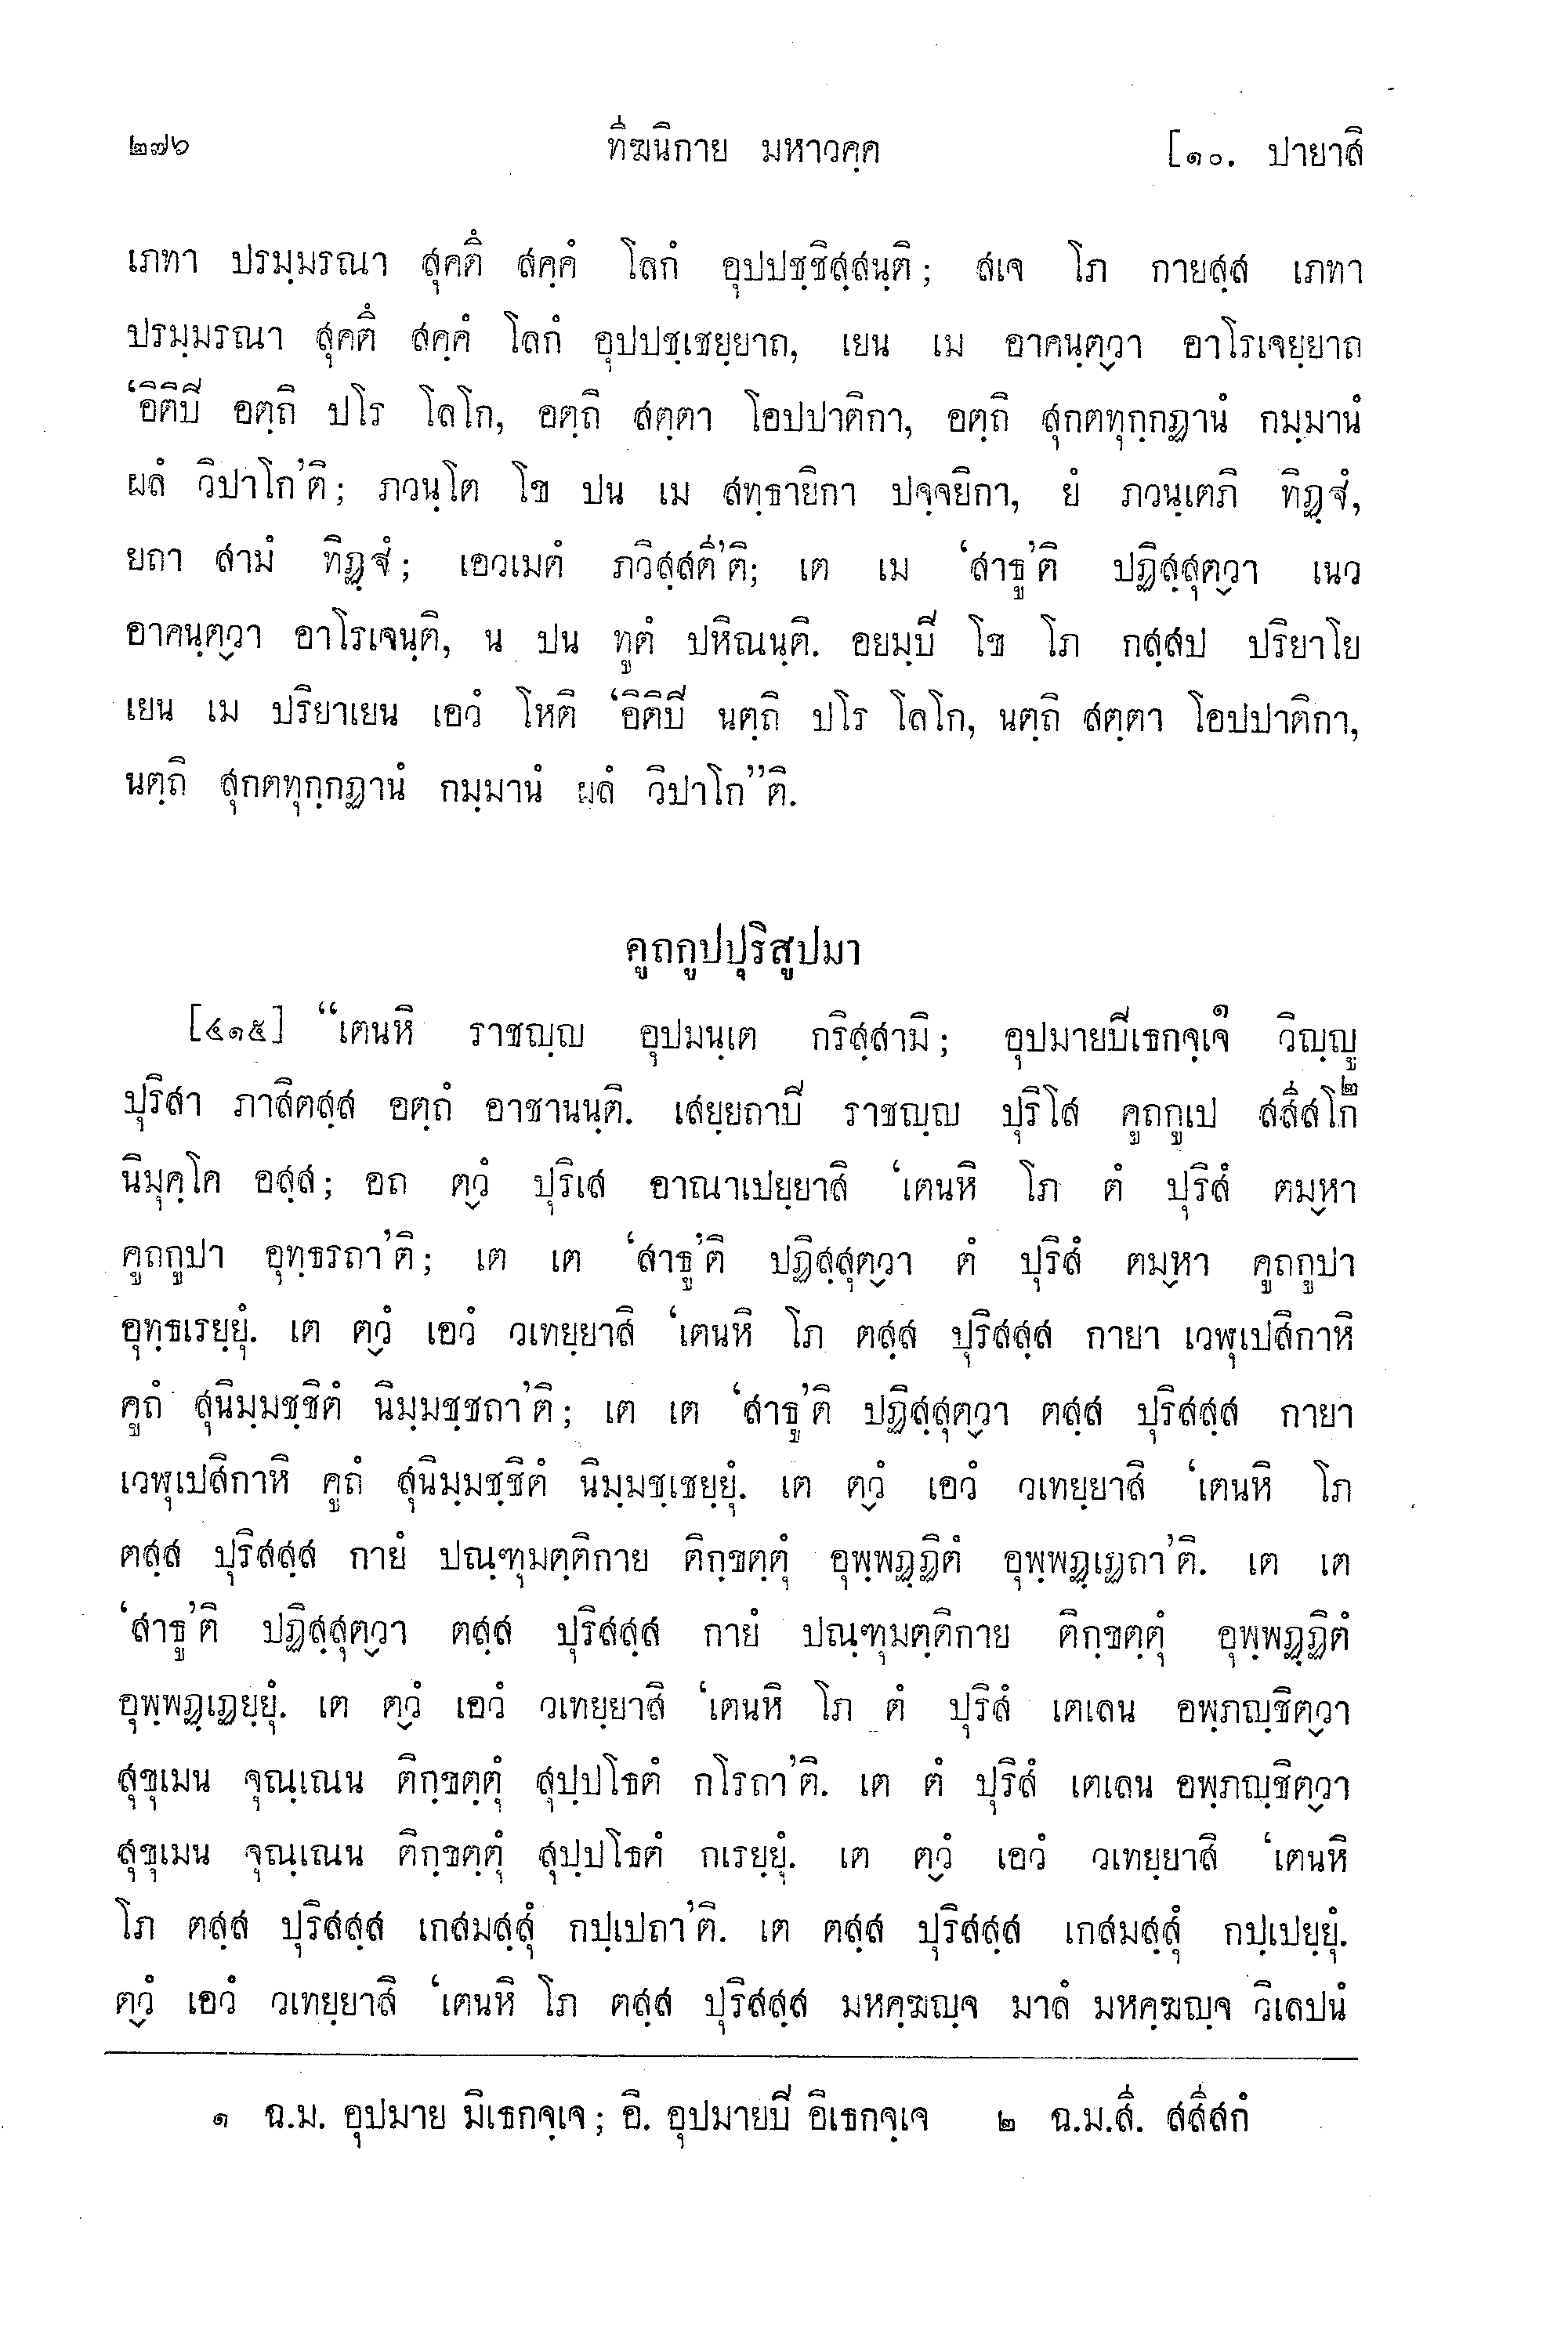 ๒๗๖ ทีฆนิกาย มหาวคฺค [๑๐. ปายาสิ
เภทา ปรมฺมรณา สุคตึ สคฺคํ โลกํ อุปปชฺชิสฺสนฺติ; สเจ โภ กายสฺส เภทา
ปรมฺมรณา สุคตึ สคฺคํ โลกํ อุปปชฺเชยฺยาถ, เยน เม อาคนฺตฺวา อาโรเจยฺยาถ
‘อิติปิ อตฺถิ ปโร โลโก, อตฺถิ สตฺตา โอปปาติกา, อตฺถิ สุกตทุกฺกฏานํ กมฺมานํ
ผลํ วิปาโก’ติ; ภวนฺโต โข ปน เม สทฺธายิกา ปจฺจยิกา, ยํ ภวนฺเตภิ ทิฏฺฐํ,
ยถา สามํ ทิฏฺฐํ; เอวเมตํ ภวิสฺสตี’ติ; เต เม ‘สาธู’ติ ปฏิสฺสุตฺวา เนว
อาคนฺตฺวา อาโรเจนฺติ, น ปน ทูตํ ปหิณนฺติ. อยมฺปิ โข โภ กสฺสป ปริยาโย
เยน เม ปริยาเยน เอวํ โหติ ‘อิติปิ นตฺถิ ปโร โลโก, นตฺถิ สตฺตา โอปปาติกา,
นตฺถิ สุกตทุกฺกฏานํ กมฺมานํ ผลํ วิปาโก”ติ.
คูถกูปปุริสูปมา
[๔๑๕] “เตนหิ ราชญฺญ อุปมนฺเต กริสฺสามิ; อุปมายปิเธกจฺเจ๑ วิญฺญู
ปุริสา ภาสิตสฺส อตฺถํ อาชานนฺติ. เสยฺยถาปิ ราชญฺญ ปุริโส คูถกูเป สสีสโก๒
นิมุคฺโค อสฺส; อถ ตฺวํ ปุริเส อาณาเปยฺยาสิ ‘เตนหิ โภ ตํ ปุริสํ ตมฺหา
คูถกูปา อุทฺธรถา’ติ; เต เต ‘สาธู’ติ ปฏิสฺสุตฺวา ตํ ปุริสํ ตมฺหา คูถกูปา
อุทฺธเรยฺยุํ. เต ตฺวํ เอวํ วเทยฺยาสิ ‘เตนหิ โภ ตสฺส ปุริสสฺส กายา เวฬุเปสิกาหิ
คูถํ สุนิมฺมชฺชิตํ นิมฺมชฺชถา’ติ; เต เต ‘สาธู’ติ ปฏิสฺสุตฺวา ตสฺส ปุริสสฺส กายา
เวฬุเปสิกาหิ คูถํ สุนิมฺมชฺชิตํ นิมฺมชฺเชยฺยุํ. เต ตฺวํ เอวํ วเทยฺยาสิ ‘เตนหิ โภ
ตสฺส ปุริสสฺส กายํ ปณฺฑุมตฺติกาย ติกฺขตฺตุํ อุพฺพฏฺฏิตํ อุพฺพฏฺเฏถา’ติ. เต เต
‘สาธู’ติ ปฏิสฺสุตฺวา ตสฺส ปุริสสฺส กายํ ปณฺฑุมตฺติกาย ติกฺขตฺตุํ อุพฺพฏฺฏิตํ
อุพฺพฏฺเฏยฺยุํ. เต ตฺวํ เอวํ วเทยฺยาสิ ‘เตนหิ โภ ตํ ปุริสํ เตเลน อพฺภญฺชิตฺวา
สุขุเมน จุณฺเณน ติกฺขตฺตุํ สุปฺปโธตํ กโรถา’ติ. เต ตํ ปุริสํ เตเลน อพฺภญฺชิตฺวา
สุขุเมน จุณฺเณน ติกฺขตฺตุํ สุปฺปโธตํ กเรยฺยุํ. เต ตฺวํ เอวํ วเทยฺยาสิ ‘เตนหิ
โภ ตสฺส ปุริสสฺส เกสมสฺสุํ กปฺเปถา’ติ. เต ตสฺส ปุริสสฺส เกสมสฺสุํ กปฺเปยฺยุํ.
ตฺวํ เอวํ วเทยฺยาสิ ‘เตนหิ โภ ตสฺส ปุริสสฺส มหคฺฆญฺจ มาลํ มหคฺฆญฺจ วิเลปนํ
๑ ฉ.ม. อุปมาย มิเธกจฺเจ; อิ. อุปมายปิ อิเธกจฺเจ ๒ ฉ.ม.สี. สสีสกํ